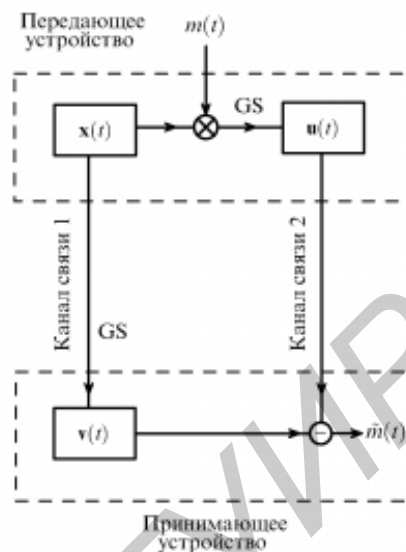 Передающее
устройство
m(t)
GS
x(t)
u(t)
Канал связи 1
Канал связи 2
GS
v(t)
m̃(t)
Принимающее
устройство